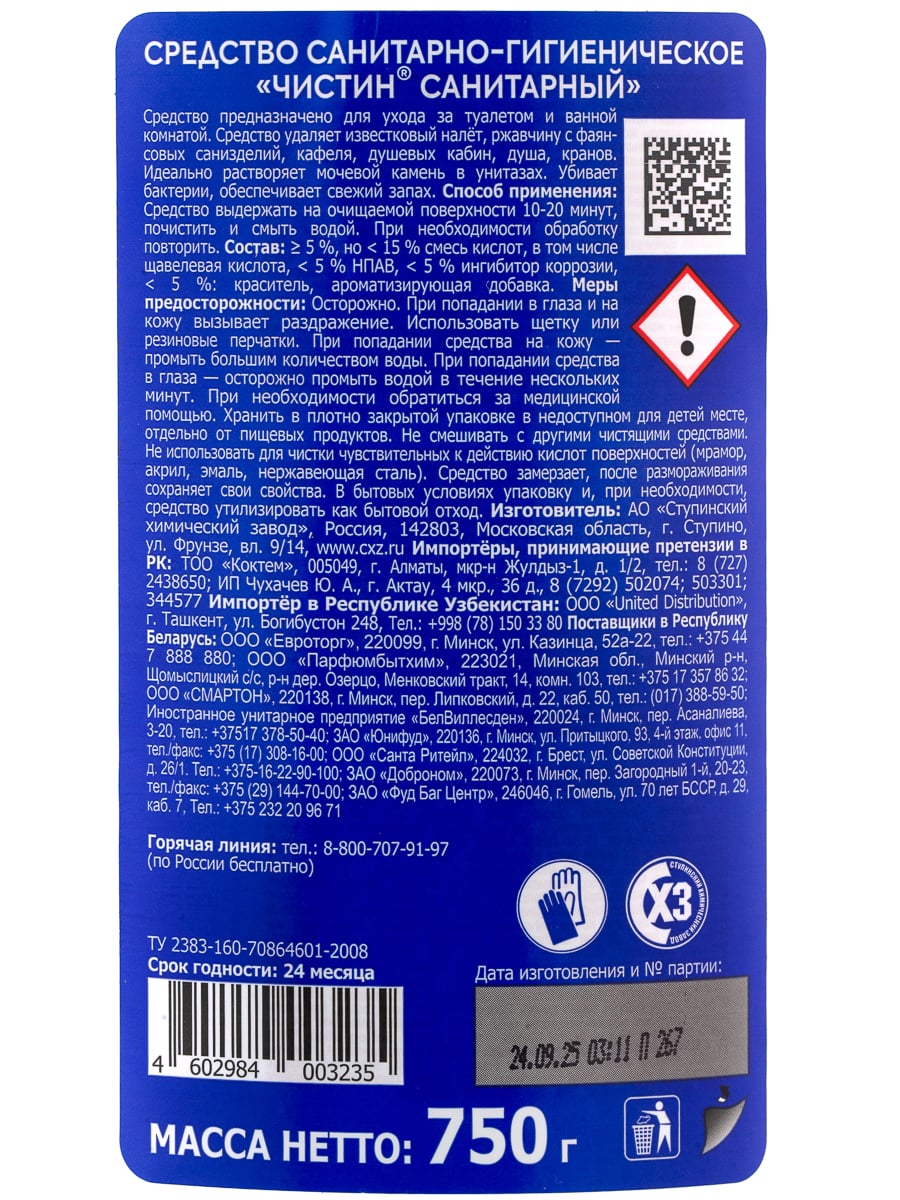 СРЕДСТВО САНИТАРНО-ГИГИЕНИЧЕСКОЕ
«ЧИСТИН® САНИТАРНЫЙ»
Средство предназначено для ухода за туалетом и ванной
комнатой. Средство удаляет известковый налёт, ржавчину с фаян-
совых санизделий, кафеля, душевых кабин, душа, кранов.
Идеально растворяет мочевой камень в унитазах. Убивает
бактерии, обеспечивает свежий запах. Способ применения:
Средство выдержать на очищаемой поверхности 10-20 минут,
почистить и смыть водой. При необходимости обработку
повторить. Состав: ≥ 5 %, но < 15 % смесь кислот, в том числе
щавелевая кислота, < 5 % НПАВ, < 5 % ингибитор коррозии,
< 5 %: краситель, ароматизирующая добавка. Меры
предосторожности: Осторожно. При попадании в глаза и на
кожу вызывает раздражение. Использовать щетку или
резиновые перчатки. При попадании средства на кожу —
промыть большим количеством воды. При попадании средства
в глаза — осторожно промыть водой в течение нескольких
минут. При необходимости обратиться за медицинской
помощью. Хранить в плотно закрытой упаковке в недоступном для детей месте,
отдельно от пищевых продуктов. Не смешивать с другими чистящими средствами.
Не использовать для чистки чувствительных к действию кислот поверхностей (мрамор,
акрил, эмаль, нержавеющая сталь). Средство замерзает, после размораживания
сохраняет свои свойства. В бытовых условиях упаковку и, при необходимости,
средство утилизировать как бытовой отход. Изготовитель: АО «Ступинский
химический завод», Россия, 142803, Московская область, г. Ступино,
ул. Фрунзе, вл. 9/14, www.cxz.ru Импортёры, принимающие претензии в
РК: ТОО «Коктем», 005049, г. Алматы, мкр-н Жулдыз-1, д. 1/2, тел.: 8 (727)
2438650; ИП Чухачев Ю. А., г. Актау, 4 мкр., 36 д., 8 (7292) 502074; 503301;
344577 Импортёр в Республике Узбекистан: ООО «United Distribution»,
г. Ташкент, ул. Богибустон 248, Тел.: +998 (78) 150 33 80 Поставщики в Республику
Беларусь: ООО «Евроторг», 220099, г. Минск, ул. Казинца, 52а-22, тел.: +375 44
7 888 880; ООО «Парфюмбытхим», 223021, Минская обл., Минский р-н,
Щомыслицкий с/с, р-н дер. Озерцо, Менковский тракт, 14, комн. 103, тел.: +375 17 357 86 32;
ООО «СМАРТОН», 220138, г. Минск, пер. Липковский, д. 22, каб. 50, тел.: (017) 388-59-50;
Иностранное унитарное предприятие «БелВиллесден», 220024, г. Минск, пер. Асаналиева,
3-20, тел.: +37517 378-50-40; ЗАО «Юнифуд», 220136, г. Минск, ул. Притыцкого, 93, 4-й этаж, офис 11,
тел./факс: +375 (17) 308-16-00; ООО «Санта Ритейл», 224032, г. Брест, ул. Советской Конституции,
д. 26/1. Тел.: +375-16-22-90-100; ЗАО «Доброном», 220073, г. Минск, пер. Загородный 1-й, 20-23,
тел./факс: +375 (29) 144-70-00; ЗАО «Фуд Баг Центр», 246046, г. Гомель, ул. 70 лет БССР, д. 29,
каб. 7, Тел.: +375 232 20 96 71
Горячая линия: тел.: 8-800-707-91-97
(по России бесплатно)
СТУПИНСКИЙ ХИМИЧЕСКИЙ ЗАВОД
СХЗ
ТУ 2383-160-70864601-2008
Срок годности: 24 месяца
Дата изготовления и № партии:
24.09.25 03:11 П 267
4 602984 003235
МАССА НЕТТО: 750 г